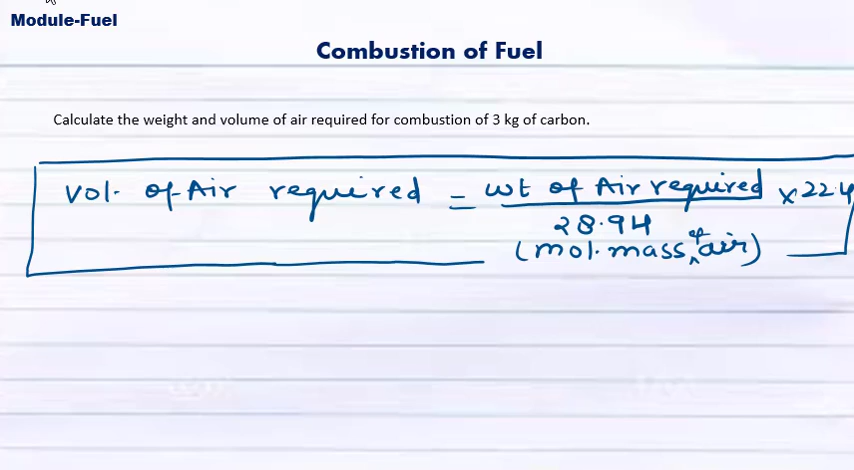 Module-Fuel
Combustion of Fuel
Calculate the weight and volume of air required for combustion of 3 kg of carbon.
Vol. of Air required = wt of Air required × 22.4
28.94
(mol. mass of air)